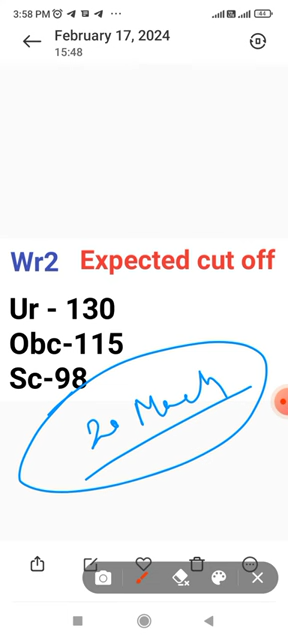 3:58 PM
44
February 17, 2024
15:48
Wr2 Expected cut off
Ur - 130
Obc-115
Sc-98
20 March